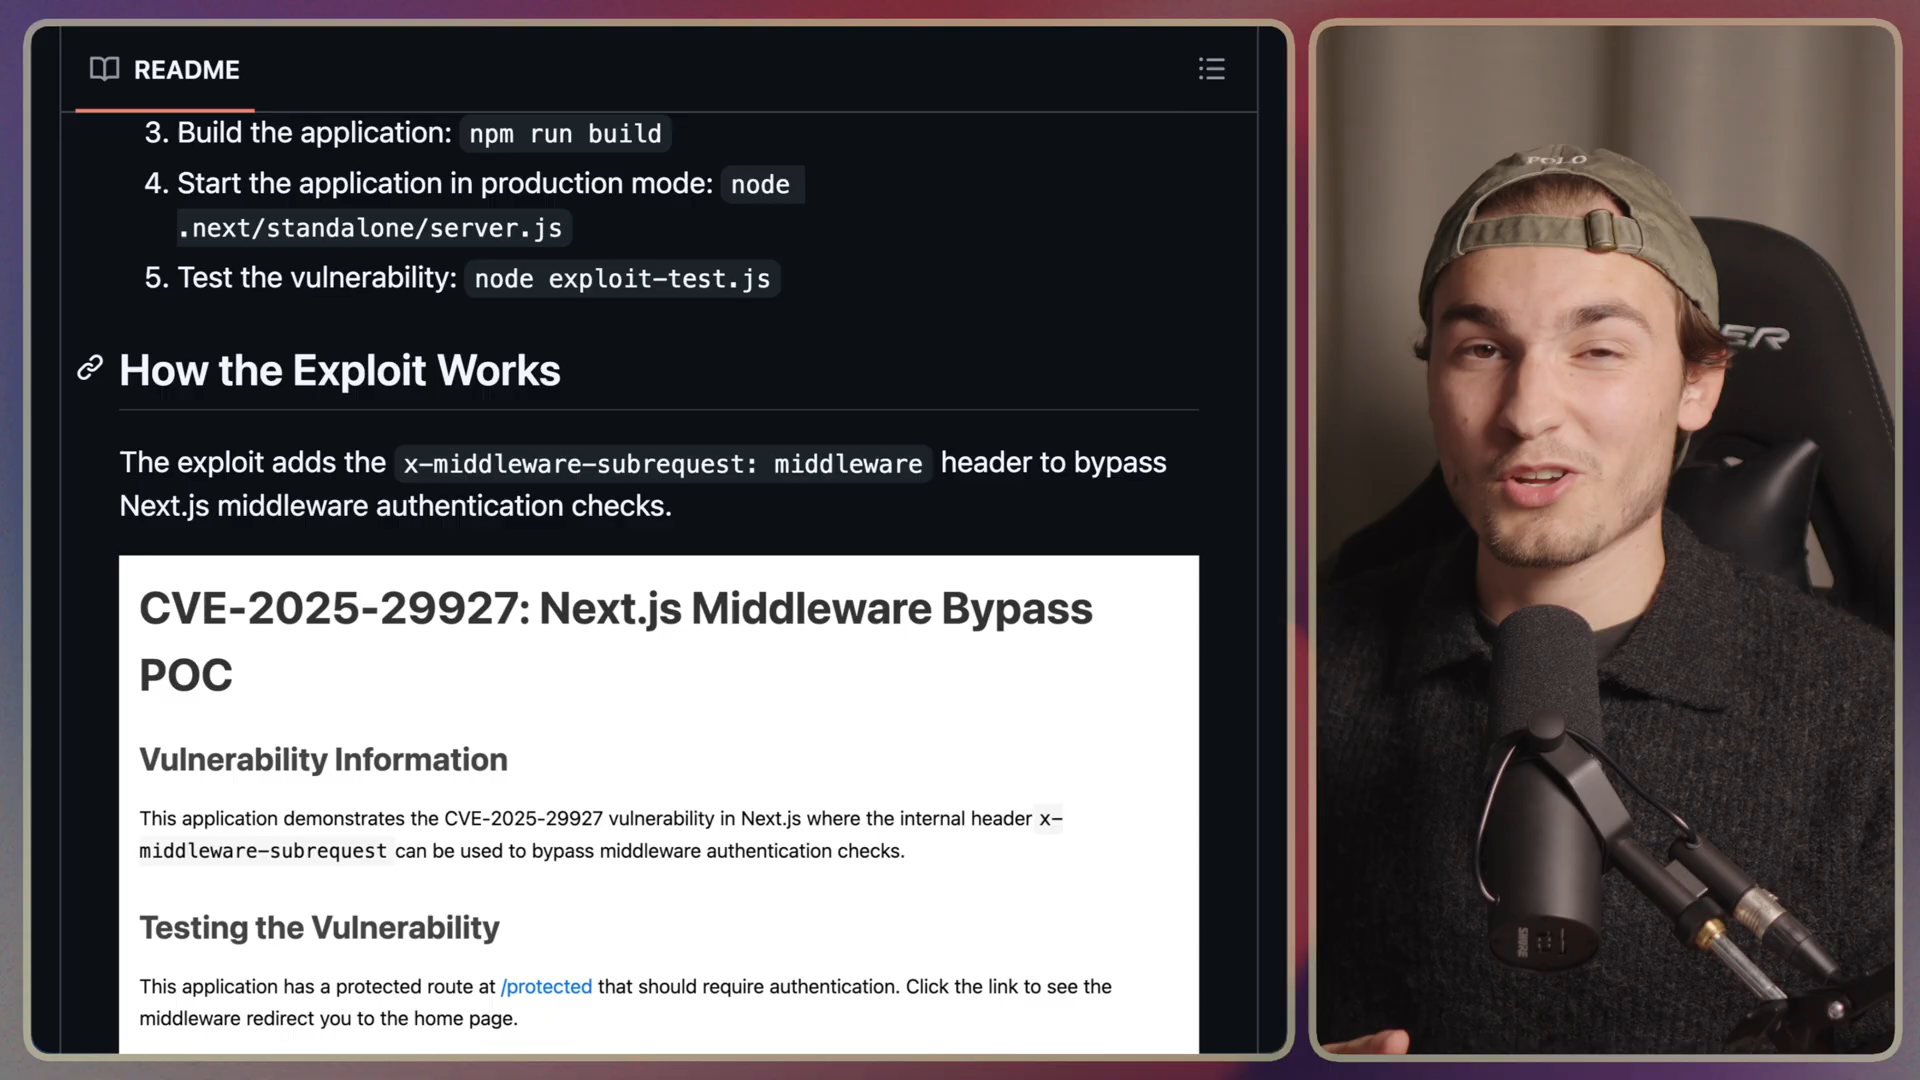 README
3. Build the application: npm run build
4. Start the application in production mode: node
.next/standalone/server.js
5. Test the vulnerability: node exploit-test.js
How the Exploit Works
The exploit adds the x-middleware-subrequest: middleware header to bypass
Next.js middleware authentication checks.
CVE-2025-29927: Next.js Middleware Bypass
POC
Vulnerability Information
This application demonstrates the CVE-2025-29927 vulnerability in Next.js where the internal header x-
middleware-subrequest can be used to bypass middleware authentication checks.
Testing the Vulnerability
This application has a protected route at /protected that should require authentication. Click the link to see the
middleware redirect you to the home page.
POLO
ER
SHURE